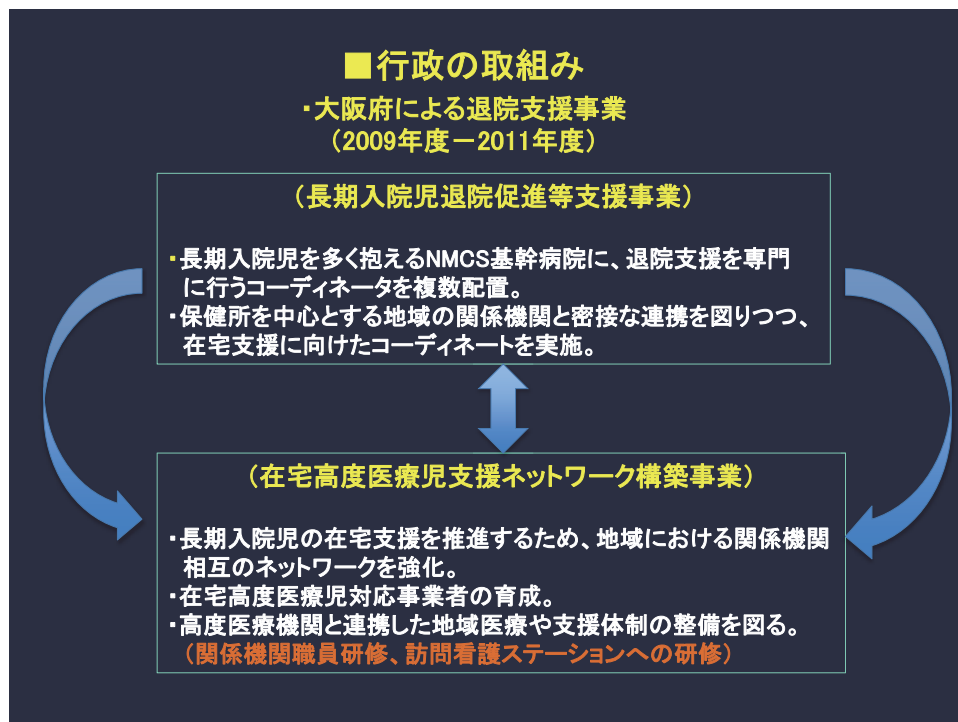 ■行政の取組み
・大阪府による退院支援事業
（2009年度－2011年度）
（長期入院児退院促進等支援事業）
・長期入院児を多く抱えるNMCS基幹病院に、退院支援を専門
に行うコーディネータを複数配置。
・保健所を中心とする地域の関係機関と密接な連携を図りつつ、
在宅支援に向けたコーディネートを実施。
（在宅高度医療児支援ネットワーク構築事業）
・長期入院児の在宅支援を推進するため、地域における関係機関
相互のネットワークを強化。
・在宅高度医療児対応事業者の育成。
・高度医療機関と連携した地域医療や支援体制の整備を図る。
（関係機関職員研修、訪問看護ステーションへの研修）